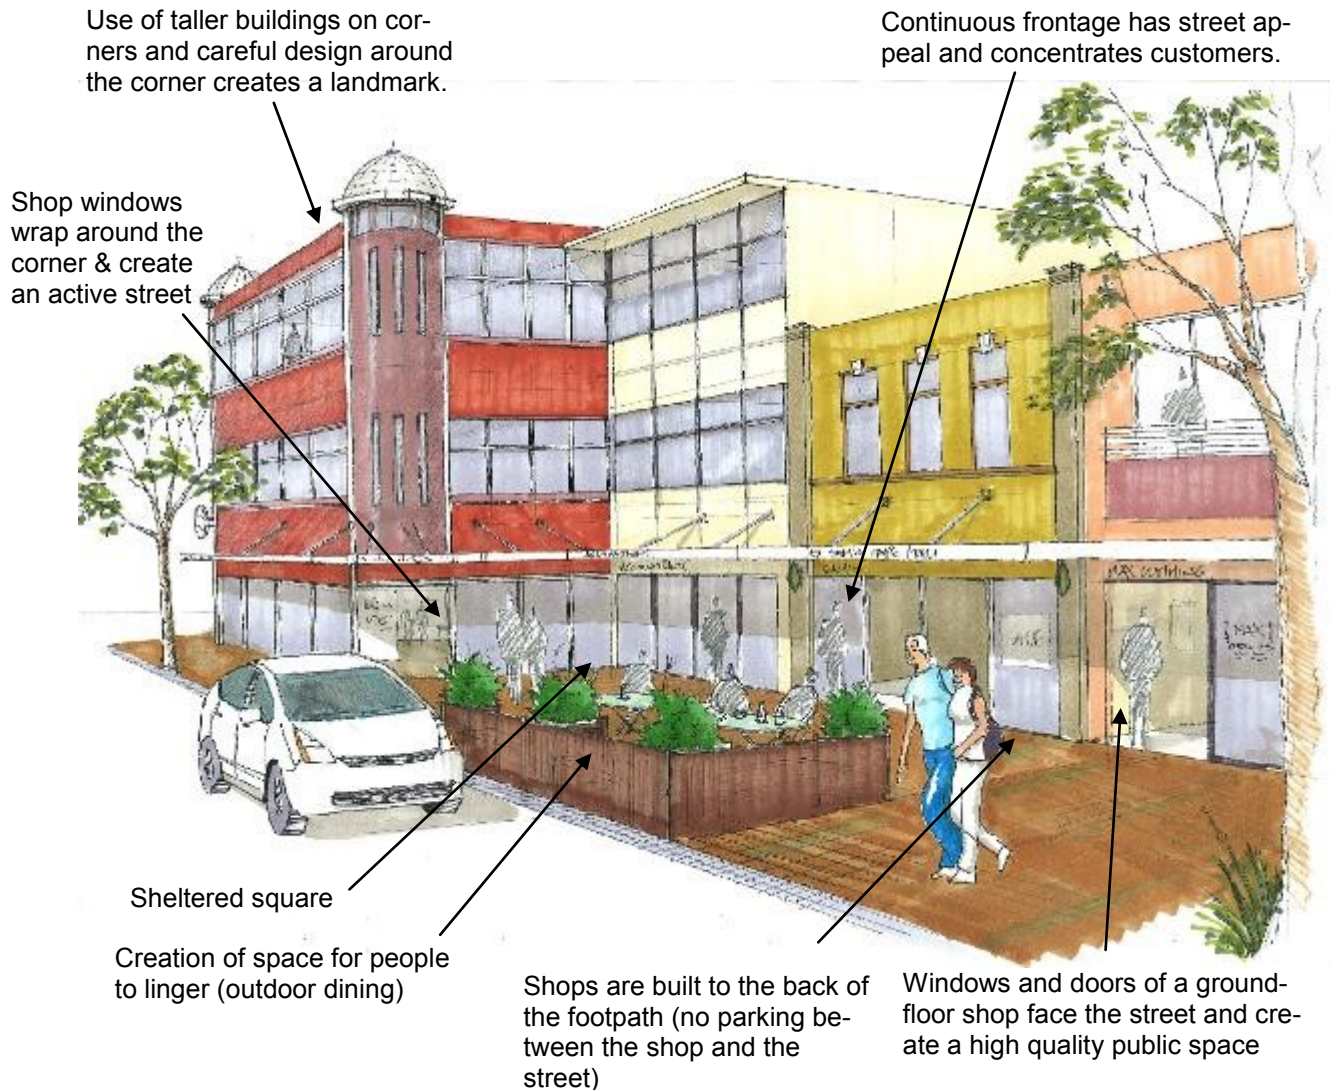 Use of taller buildings on cor-
ners and careful design around
the corner creates a landmark.
Continuous frontage has street ap-
peal and concentrates customers.
Shop windows
wrap around the
corner & create
an active street
MAX CLOTHING
MAX
Sheltered square
Creation of space for people
to linger (outdoor dining)
Shops are built to the back of
the footpath (no parking be-
tween the shop and the
street)
Windows and doors of a ground-
floor shop face the street and cre-
ate a high quality public space